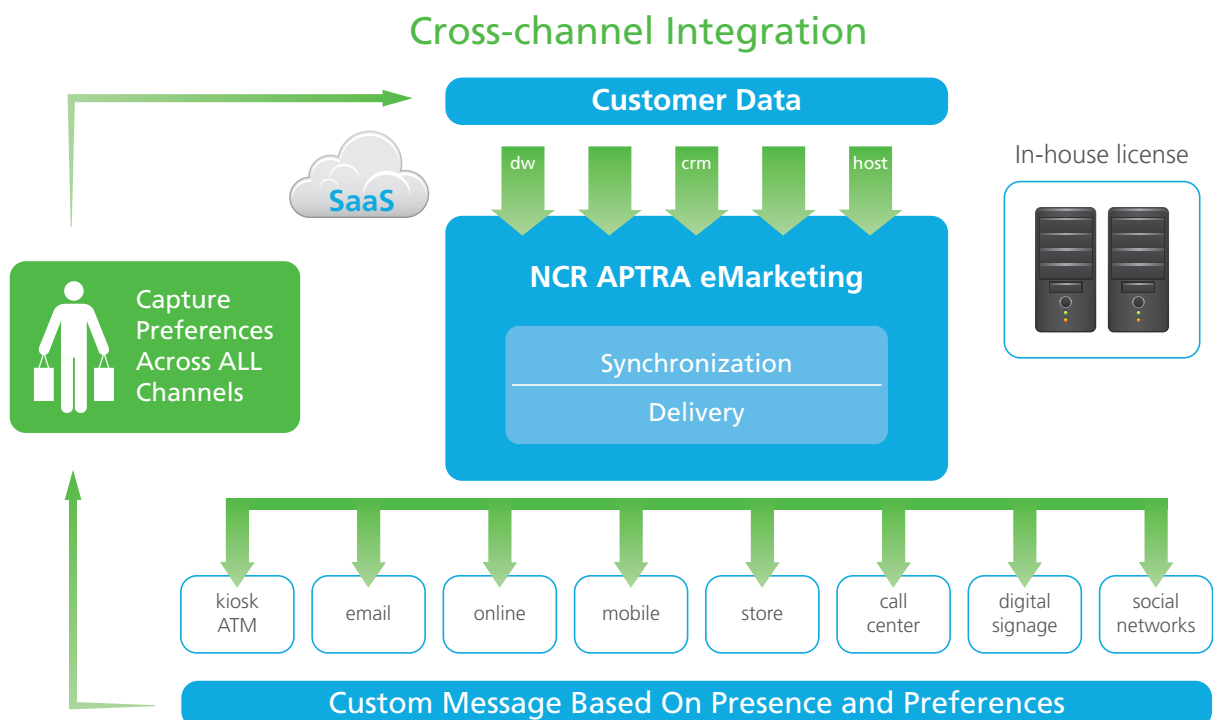 Cross-channel Integration
Customer Data
dw
crm
host
SaaS
In-house license
NCR APTRA eMarketing
Synchronization
Delivery
Capture
Preferences
Across ALL
Channels
kiosk
ATM
email
online
mobile
store
call
center
digital
signage
social
networks
Custom Message Based On Presence and Preferences